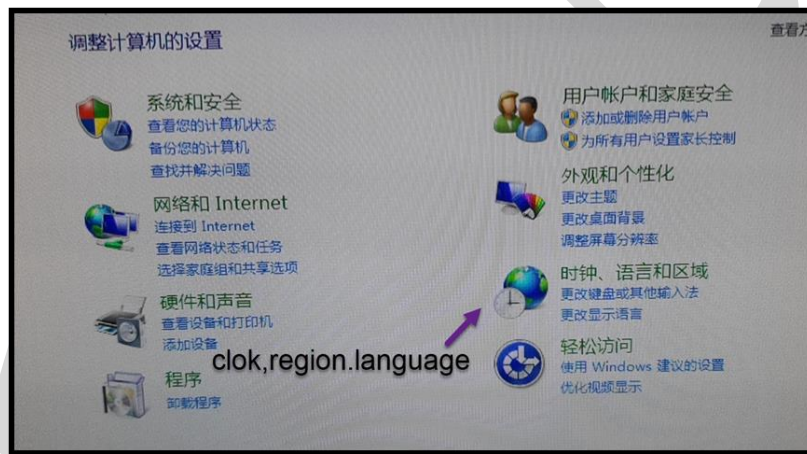 调整计算机的设置
系统和安全
查看您的计算机状态
备份您的计算机
查找并解决问题
网络和 Internet
连接到 Internet
查看网络状态和任务
选择家庭组和共享选项
硬件和声音
查看设备和打印机
添加设备
程序
卸载程序
查看方
用户帐户和家庭安全
添加或删除用户帐户
为所有用户设置家长控制
外观和个性化
更改主题
更改桌面背景
调整屏幕分辨率
时钟、语言和区域
更改键盘或其他输入法
更改显示语言
轻松访问
使用 Windows 建议的设置
优化视频显示
clok,region.language